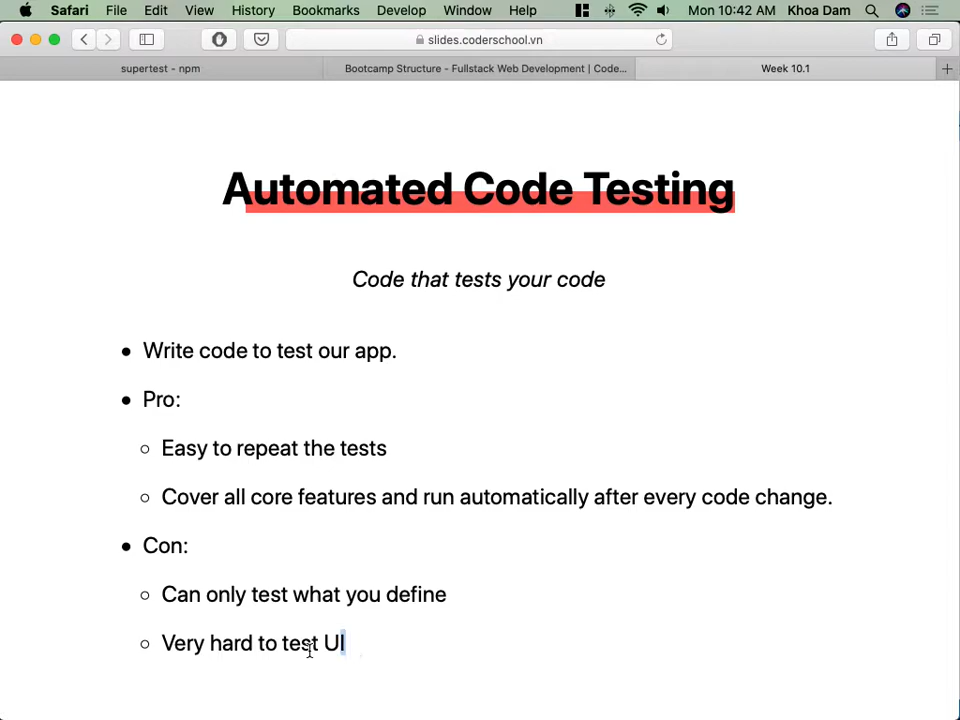 Safari File Edit View History Bookmarks Develop Window Help Mon 10:42 AM Khoa Dam
slides.coderschool.vn
supertest - npm Bootcamp Structure - Fullstack Web Development | Code... Week 10.1
Automated Code Testing
Code that tests your code
• Write code to test our app.
• Pro:
○ Easy to repeat the tests
○ Cover all core features and run automatically after every code change.
• Con:
○ Can only test what you define
○ Very hard to test UI